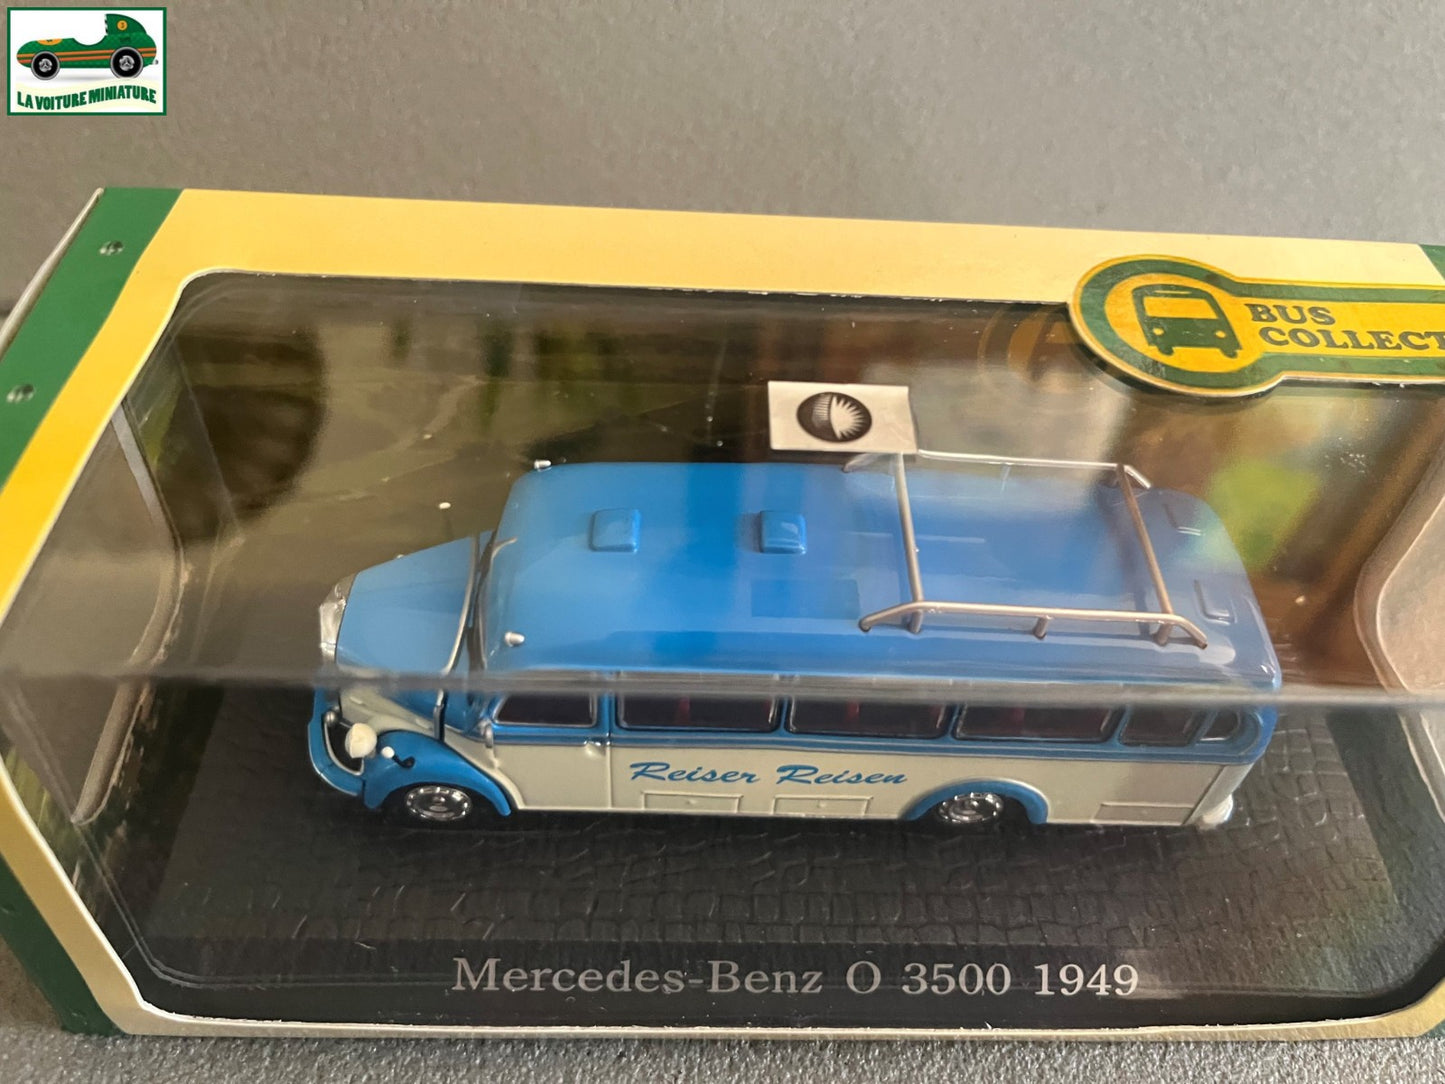 LA VOITURE MINIATURE
BUS
COLLECT
Reiser Reisen
Mercedes-Benz O 3500 1949